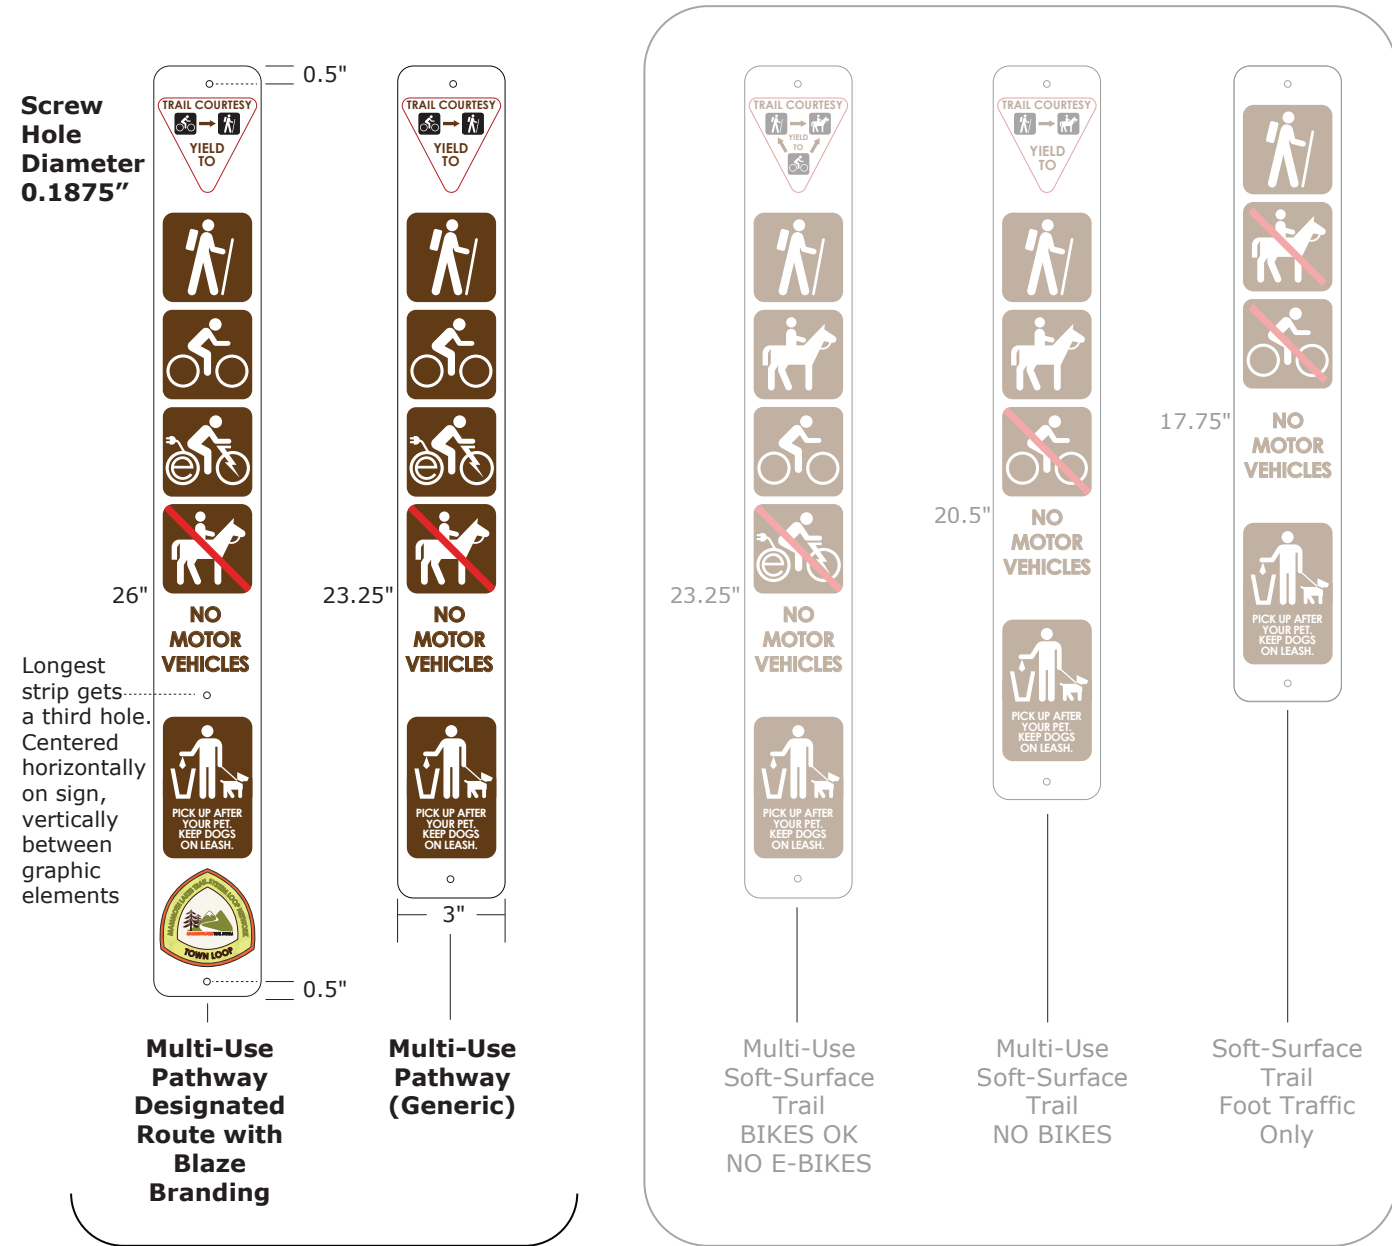 Screw
Hole
Diameter
0.1875”
0.5"
TRAIL COURTESY
YIELD
TO
e
26"
NO
MOTOR
VEHICLES
Longest
strip gets
a third hole.
Centered
horizontally
on sign,
vertically
between
graphic
elements
PICK UP AFTER
YOUR PET.
KEEP DOGS
ON LEASH.
MAMMOTH LAKES TRAIL SYSTEM LOOP NETWORK
TOWN LOOP
0.5"
Multi-Use
Pathway
Designated
Route with
Blaze
Branding
TRAIL COURTESY
YIELD
TO
e
23.25"
NO
MOTOR
VEHICLES
PICK UP AFTER
YOUR PET.
KEEP DOGS
ON LEASH.
3"
Multi-Use
Pathway
(Generic)
TRAIL COURTESY
YIELD
TO
e
23.25"
NO
MOTOR
VEHICLES
PICK UP AFTER
YOUR PET.
KEEP DOGS
ON LEASH.
Multi-Use
Soft-Surface
Trail
BIKES OK
NO E-BIKES
TRAIL COURTESY
YIELD
TO
20.5"
NO
MOTOR
VEHICLES
PICK UP AFTER
YOUR PET.
KEEP DOGS
ON LEASH.
Multi-Use
Soft-Surface
Trail
NO BIKES
17.75"
NO
MOTOR
VEHICLES
PICK UP AFTER
YOUR PET.
KEEP DOGS
ON LEASH.
Soft-Surface
Trail
Foot Traffic
Only